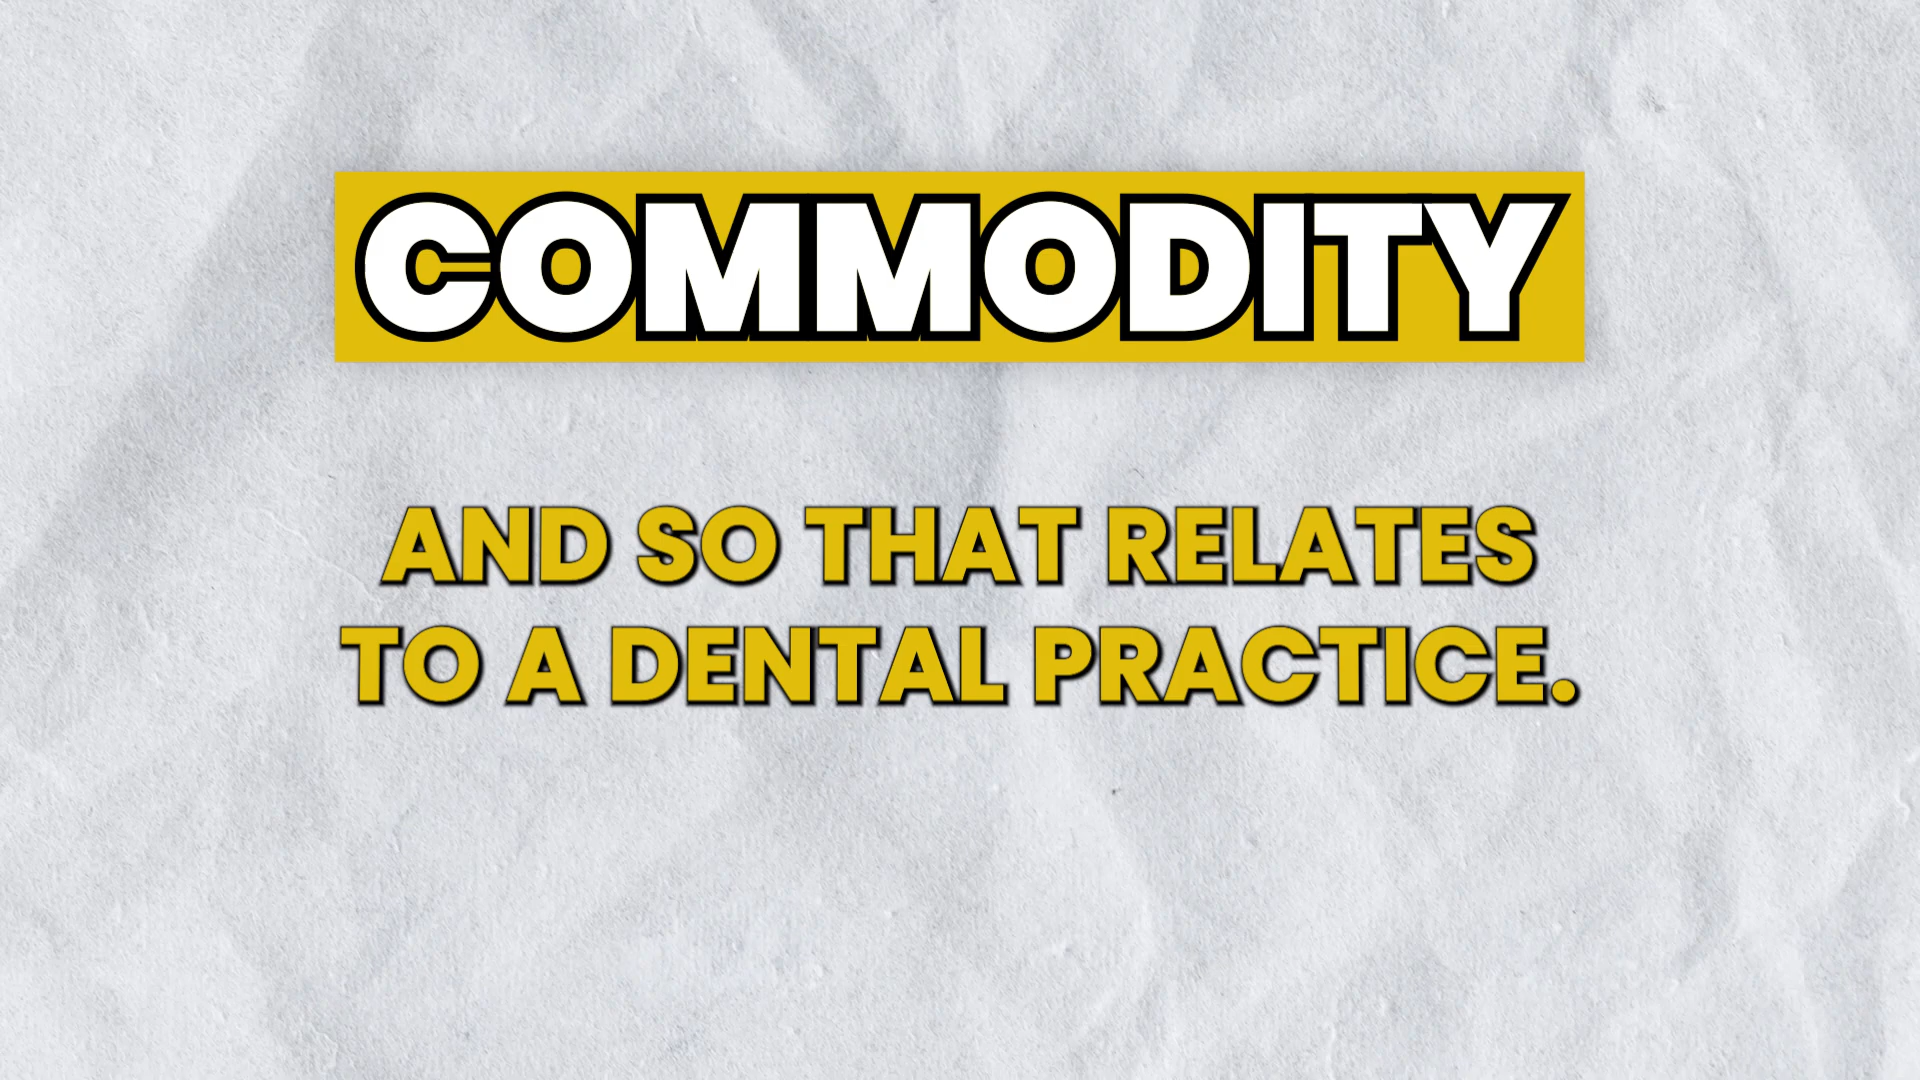 COMMODITY
AND SO THAT RELATES
TO A DENTAL PRACTICE.